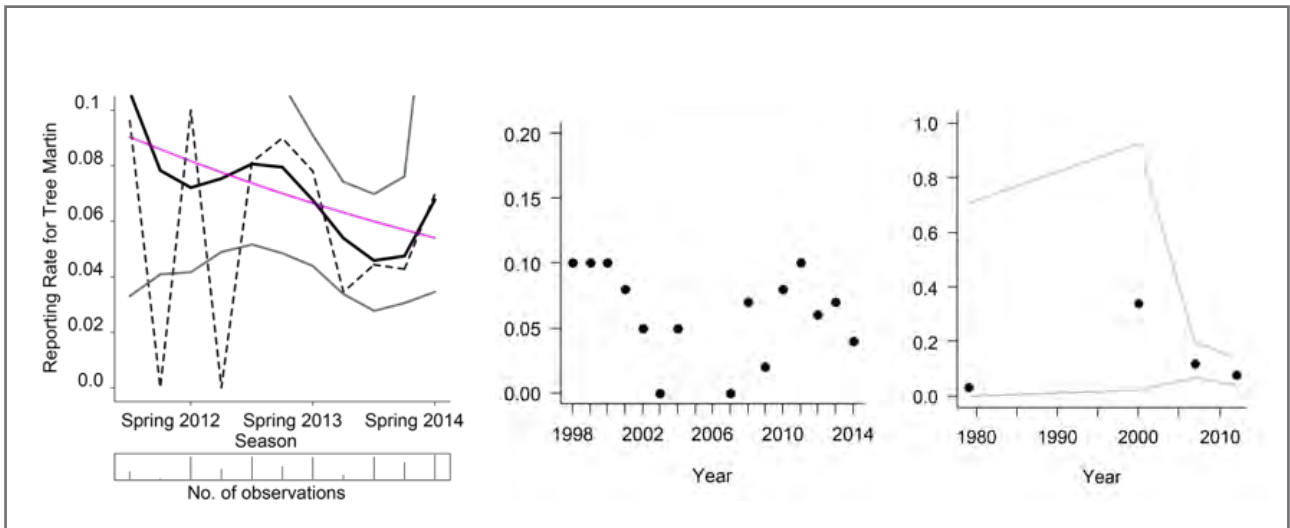 Reporting Rate for Tree Martin
0.1
0.08
0.06
0.04
0.02
0.0
Spring 2012 Spring 2013 Spring 2014
Season
No. of observations
0.20
0.15
0.10
0.05
0.00
1998 2002 2006 2010 2014
Year
1.0
0.8
0.6
0.4
0.2
0.0
1980 1990 2000 2010
Year